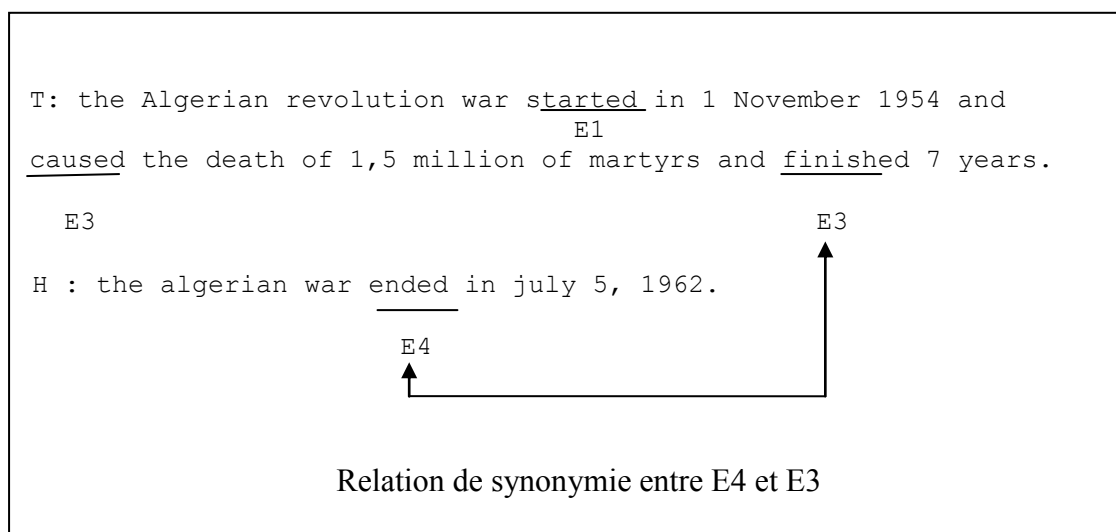 T: the Algerian revolution war started in 1 November 1954 and
E1
caused the death of 1,5 million of martyrs and finished 7 years.
E3 E3
H : the algerian war ended in july 5, 1962.
E4
Relation de synonymie entre E4 et E3